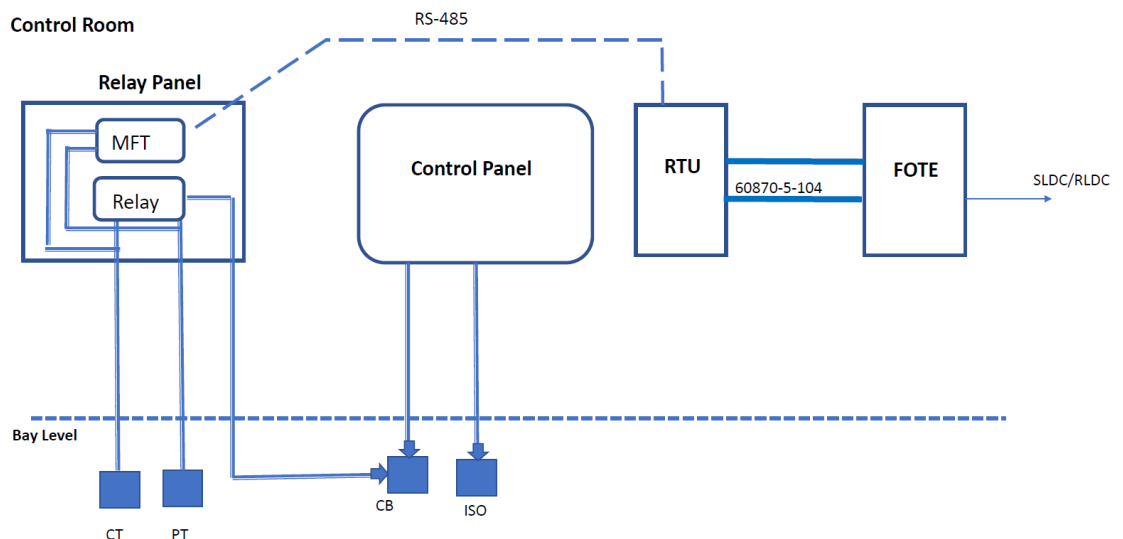 Control Room
RS-485
Relay Panel
MFT
Relay
Control Panel
RTU
60870-5-104
FOTE
SLDC/RLDC
Bay Level
CT
PT
CB
ISO